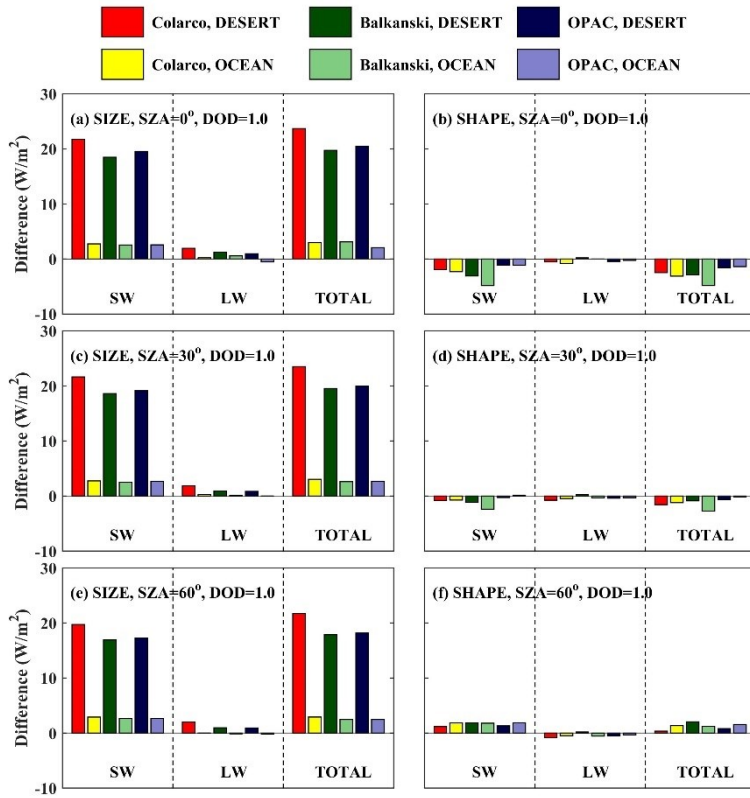 Colarco, DESERT Balkanski, DESERT OPAC, DESERT
Colarco, OCEAN Balkanski, OCEAN OPAC, OCEAN
(a) SIZE, SZA=0°, DOD=1.0
Difference (W/m²)
30
20
10
0
-10
SW LW TOTAL
(b) SHAPE, SZA=0°, DOD=1.0
SW LW TOTAL
(c) SIZE, SZA=30°, DOD=1.0
Difference (W/m²)
30
20
10
0
-10
SW LW TOTAL
(d) SHAPE, SZA=30°, DOD=1.0
SW LW TOTAL
(e) SIZE, SZA=60°, DOD=1.0
Difference (W/m²)
30
20
10
0
-10
SW LW TOTAL
(f) SHAPE, SZA=60°, DOD=1.0
SW LW TOTAL